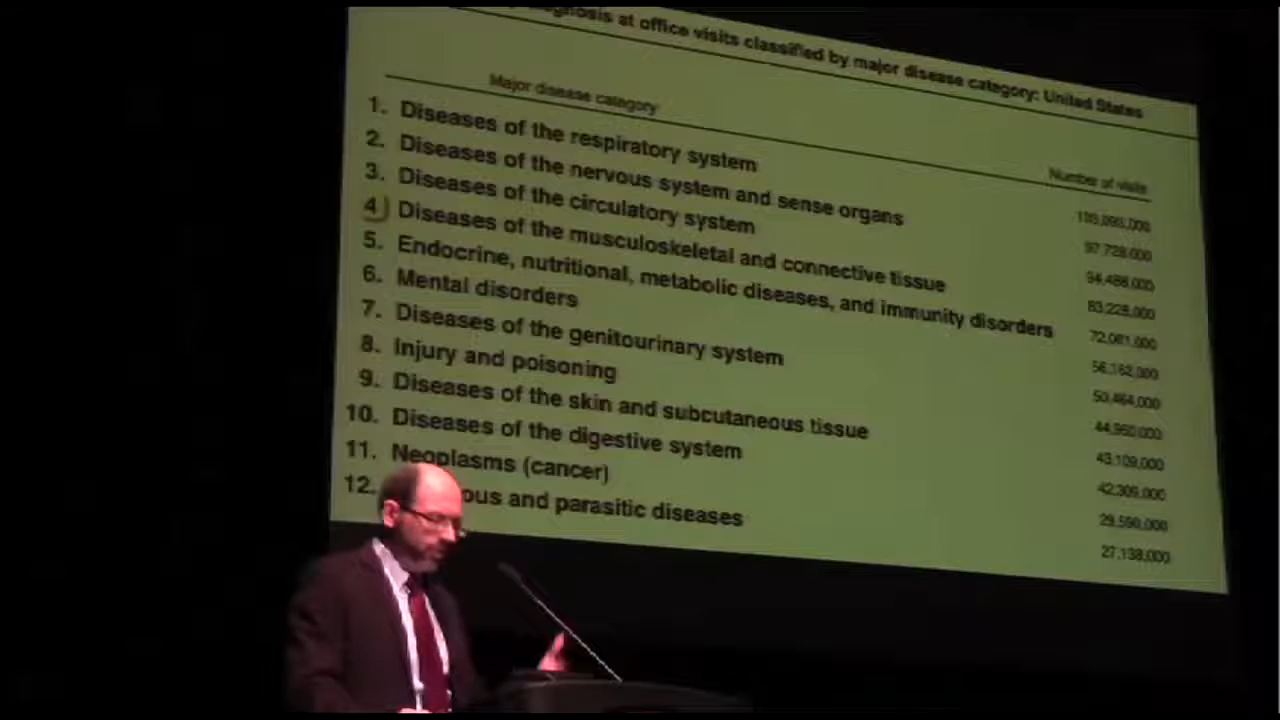 at office visits classified by major disease category: United States
Major disease category
Number of visits
1. Diseases of the respiratory system
2. Diseases of the nervous system and sense organs 97,728,000
3. Diseases of the circulatory system 94,488,000
4 Diseases of the musculoskeletal and connective tissue 83,228,000
5. Endocrine, nutritional, metabolic diseases, and immunity disorders 72,081,000
6. Mental disorders 56,162,000
7. Diseases of the genitourinary system 50,464,000
8. Injury and poisoning 44,950,000
9. Diseases of the skin and subcutaneous tissue 43,109,000
10. Diseases of the digestive system 42,309,000
11. Neoplasms (cancer) 29,590,000
12. and parasitic diseases 27,138,000